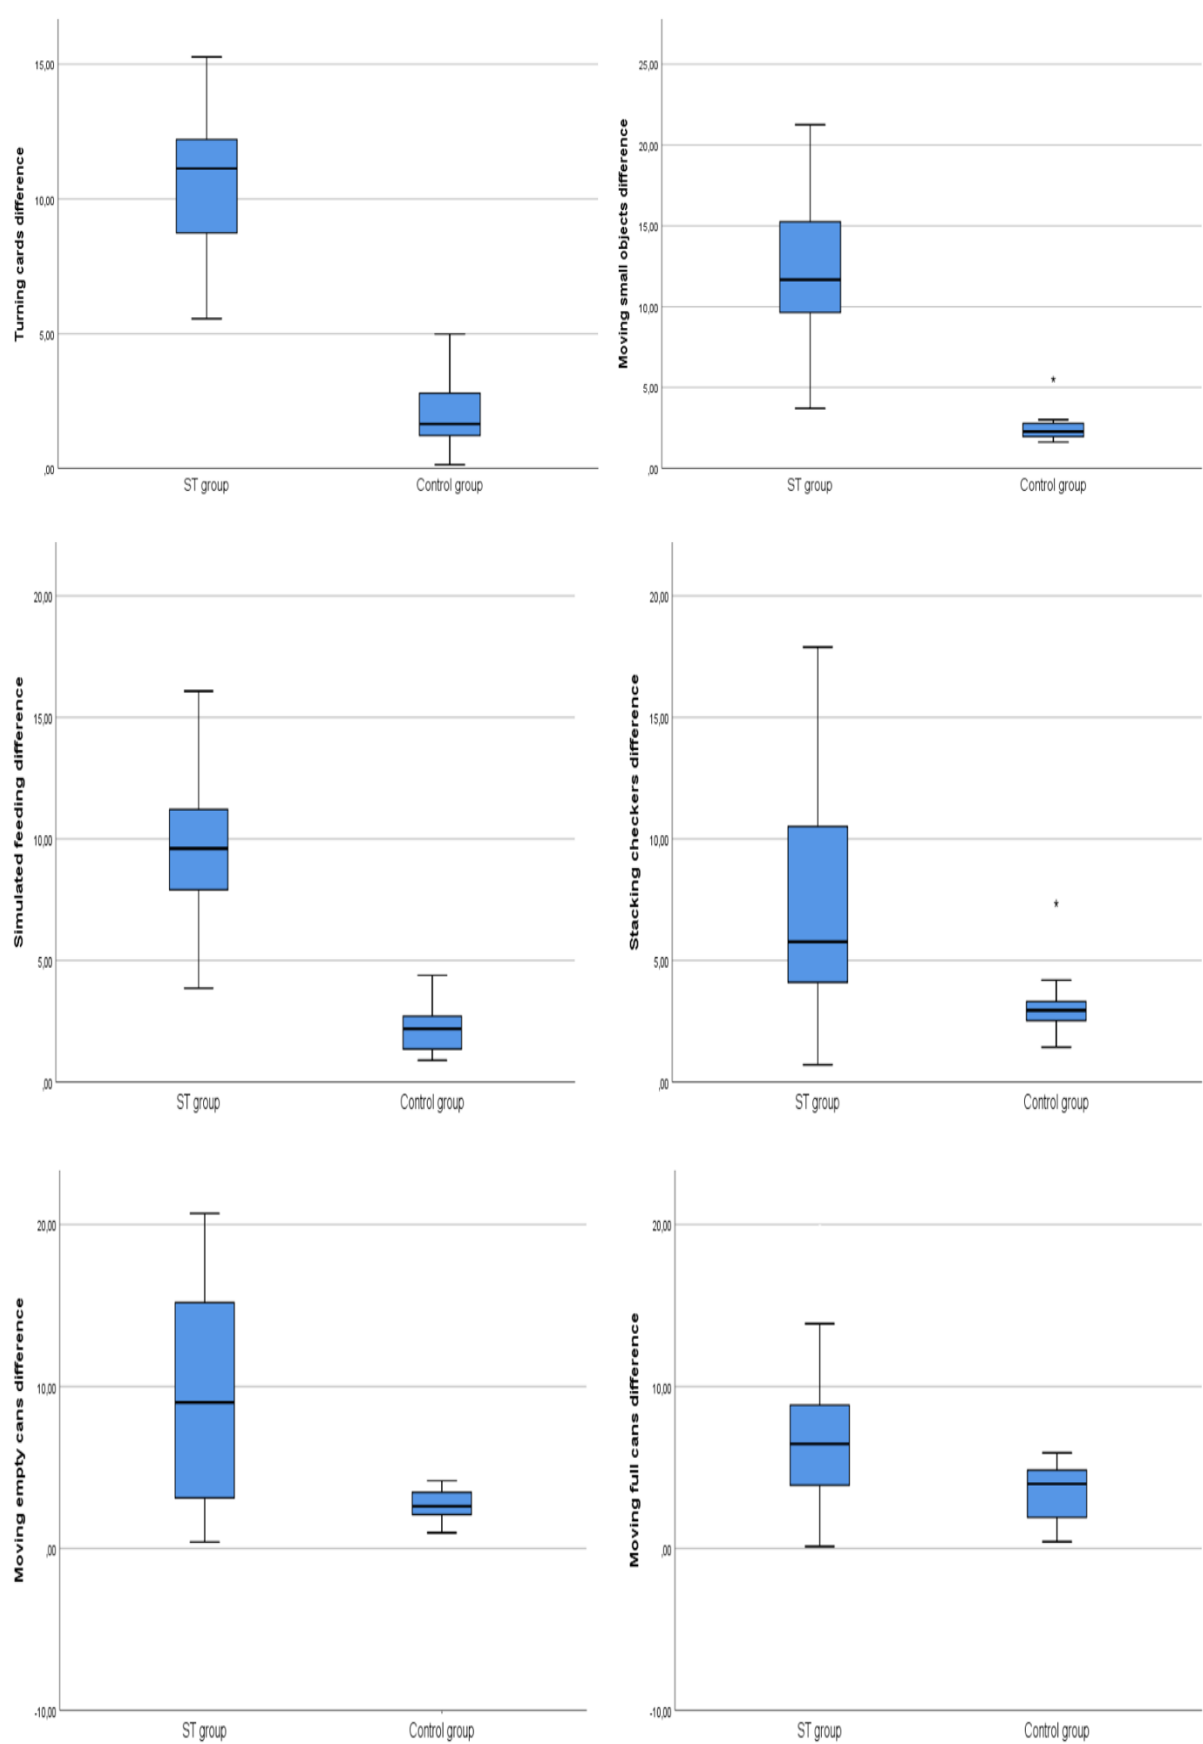 Turning cards difference
15,00
10,00
5,00
,00
ST group
Control group
Moving small objects difference
25,00
20,00
15,00
10,00
5,00
,00
*
ST group
Control group
Simulated feeding difference
20,00
15,00
10,00
5,00
,00
ST group
Control group
Stacking checkers difference
20,00
15,00
10,00
5,00
,00
*
ST group
Control group
Moving empty cans difference
20,00
10,00
,00
-10,00
ST group
Control group
Moving full cans difference
20,00
10,00
,00
-10,00
ST group
Control group